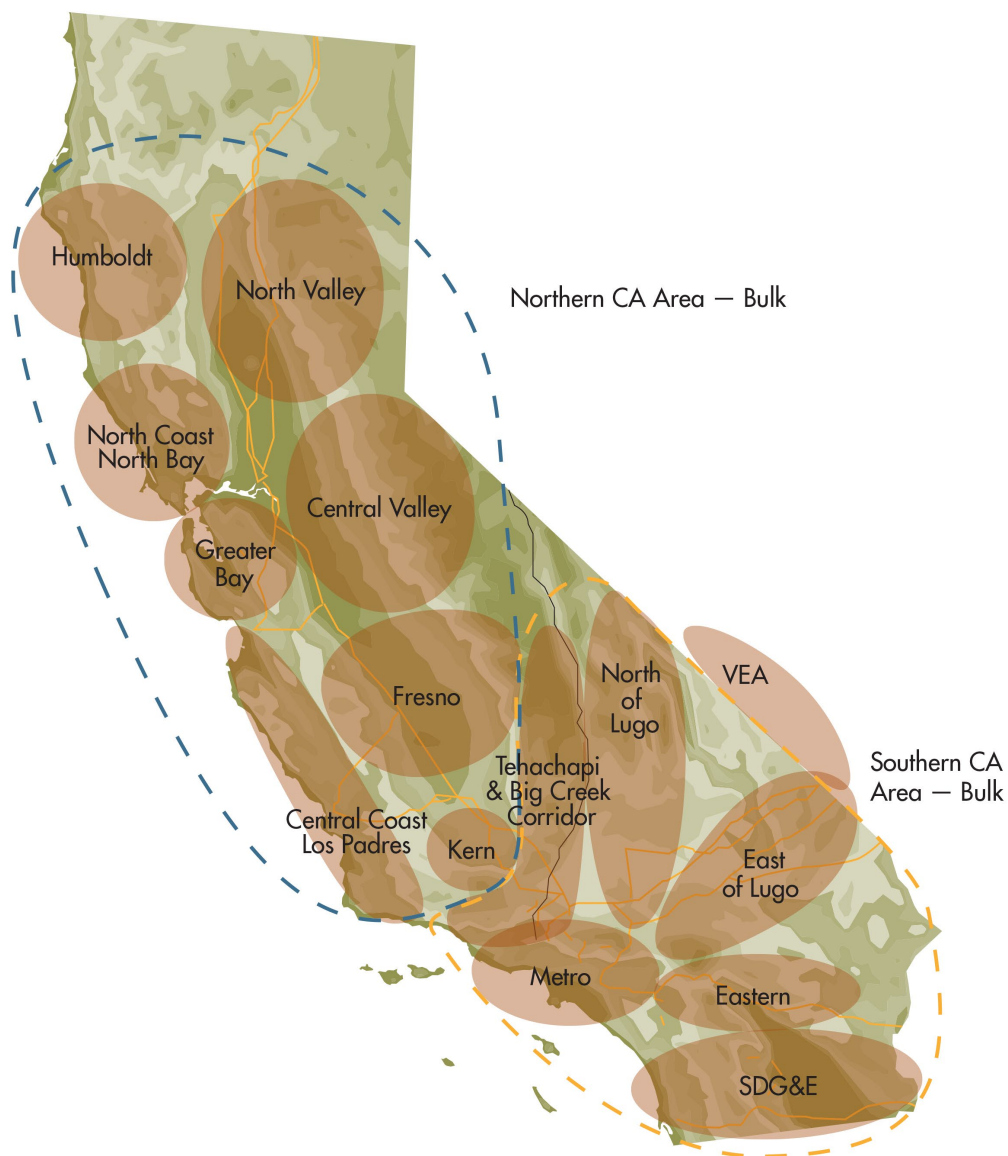 Humboldt
North Valley
Northern CA Area — Bulk
North Coast
North Bay
Central Valley
Greater
Bay
Fresno
North
of
Lugo
VEA
Tehachapi
& Big Creek
Corridor
Southern CA
Area — Bulk
Central Coast
Los Padres
Kern
East
of Lugo
Metro
Eastern
SDG&E